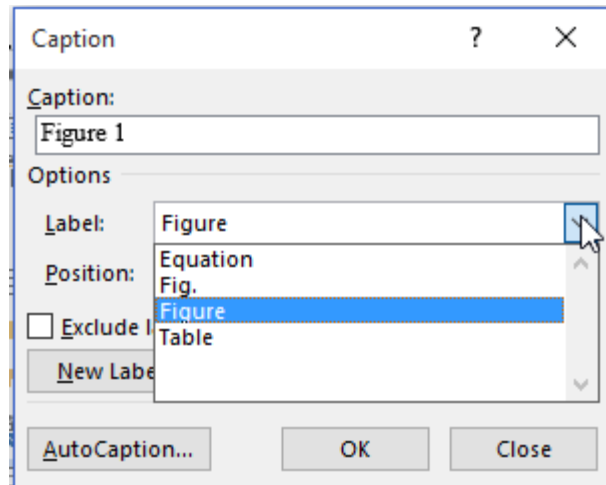 Caption ?
Caption:
Figure 1
Options
Label: Figure
Equation
Position: Fig.
Figure
Exclude l
Table
New Labe
AutoCaption... OK Close